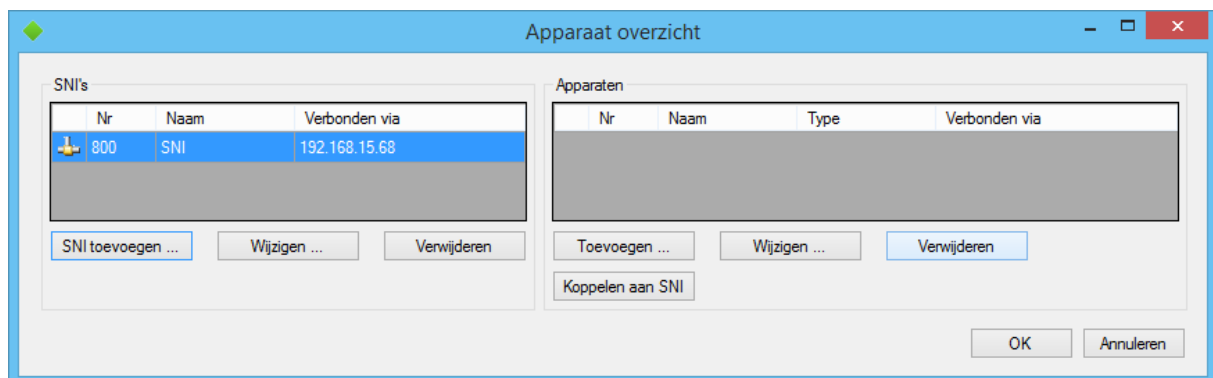 Apparaat overzicht
SNI's
Nr Naam Verbonden via
800 SNI 192.168.15.68
SNI toevoegen ... Wijzigen ... Verwijderen
Apparaten
Nr Naam Type Verbonden via
Toevoegen ... Wijzigen ... Verwijderen
Koppelen aan SNI
OK Annuleren